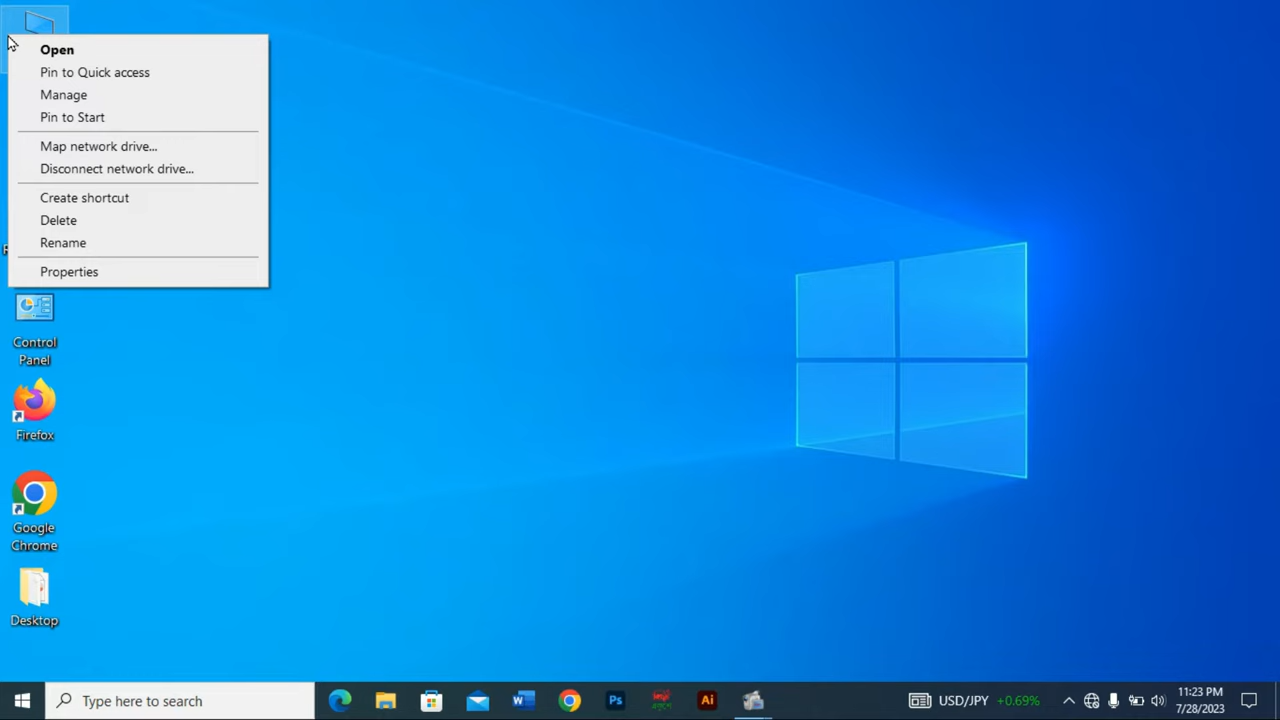 Open
Pin to Quick access
Manage
Pin to Start
Map network drive...
Disconnect network drive...
Create shortcut
Delete
Rename
Properties
Control
Panel
Firefox
Google
Chrome
Desktop
Type here to search
W
Ps
Ai
USD/JPY +0.69%
11:23 PM
7/28/2023